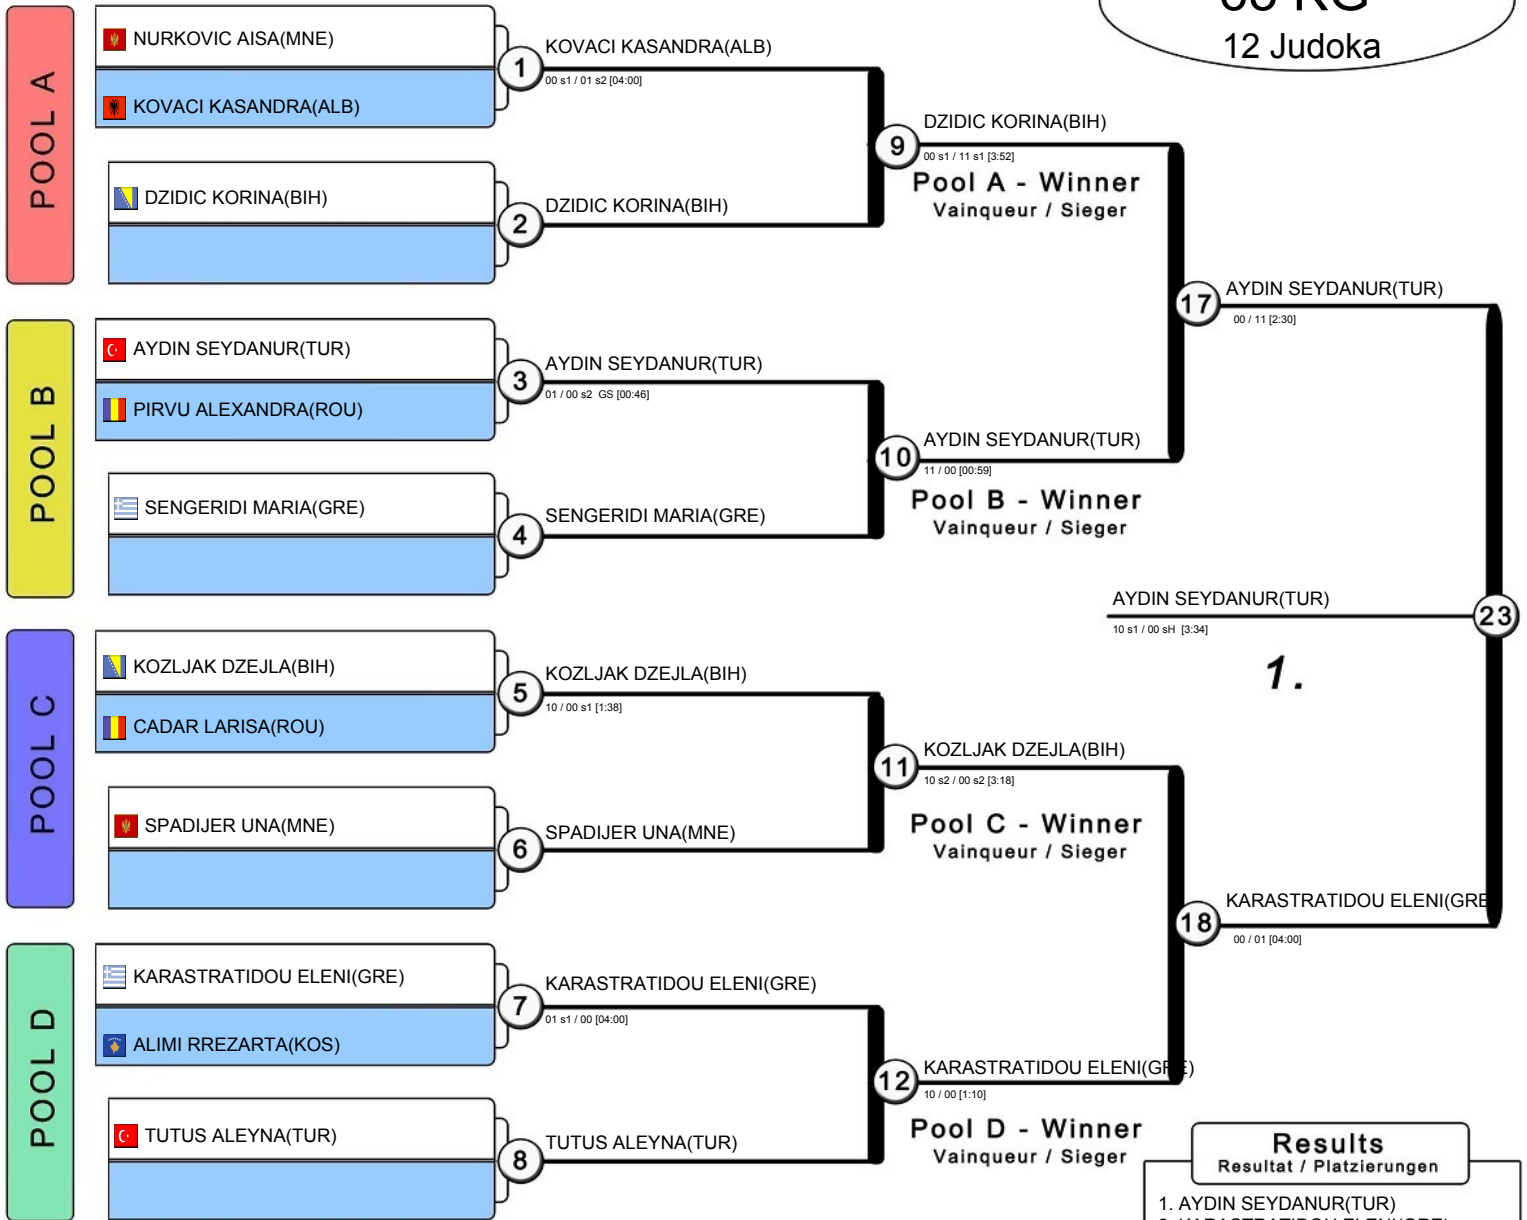 12 Judoka
POOL A
NURKOVIC AISA(MNE)
KOVACI KASANDRA(ALB)
1
KOVACI KASANDRA(ALB)
00 s1 / 01 s2 [04:00]
DZIDIC KORINA(BIH)
2
DZIDIC KORINA(BIH)
9
DZIDIC KORINA(BIH)
00 s1 / 11 s1 [3:52]
Pool A - Winner
Vainqueur / Sieger
POOL B
AYDIN SEYDANUR(TUR)
PIRVU ALEXANDRA(ROU)
3
AYDIN SEYDANUR(TUR)
01 / 00 s2 GS [00:46]
SENGERIDI MARIA(GRE)
4
SENGERIDI MARIA(GRE)
10
AYDIN SEYDANUR(TUR)
11 / 00 [00:59]
Pool B - Winner
Vainqueur / Sieger
17
AYDIN SEYDANUR(TUR)
00 / 11 [2:30]
AYDIN SEYDANUR(TUR)
10 s1 / 00 sH [3:34]
23
1.
POOL C
KOZLJAK DZEJLA(BIH)
CADAR LARISA(ROU)
5
KOZLJAK DZEJLA(BIH)
10 / 00 s1 [1:38]
SPADIJER UNA(MNE)
6
SPADIJER UNA(MNE)
11
KOZLJAK DZEJLA(BIH)
10 s2 / 00 s2 [3:18]
Pool C - Winner
Vainqueur / Sieger
18
KARASTRATIDOU ELENI(GRE
00 / 01 [04:00]
POOL D
KARASTRATIDOU ELENI(GRE)
ALIMI RREZARTA(KOS)
7
KARASTRATIDOU ELENI(GRE)
01 s1 / 00 [04:00]
TUTUS ALEYNA(TUR)
8
TUTUS ALEYNA(TUR)
12
KARASTRATIDOU ELENI(GRE)
10 / 00 [1:10]
Pool D - Winner
Vainqueur / Sieger
Results
Resultat / Platzierungen
1. AYDIN SEYDANUR(TUR)